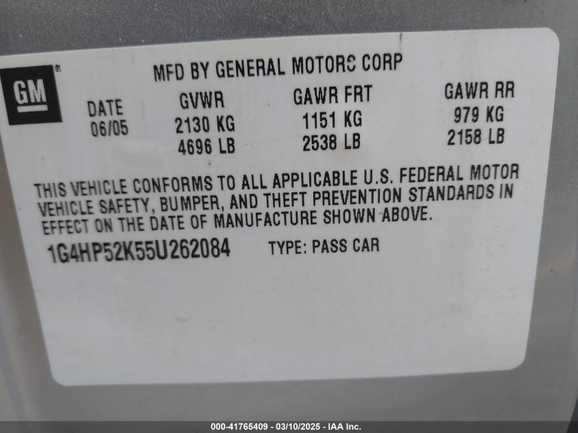 GM ®
MFD BY GENERAL MOTORS CORP
DATE GVWR GAWR FRT GAWR RR
06/05 2130 KG 1151 KG 979 KG
4696 LB 2538 LB 2158 LB
THIS VEHICLE CONFORMS TO ALL APPLICABLE U.S. FEDERAL MOTOR
VEHICLE SAFETY, BUMPER, AND THEFT PREVENTION STANDARDS IN
EFFECT ON THE DATE OF MANUFACTURE SHOWN ABOVE.
1G4HP52K55U262084 TYPE: PASS CAR
000-41765409 - 03/10/2025 - IAA Inc.